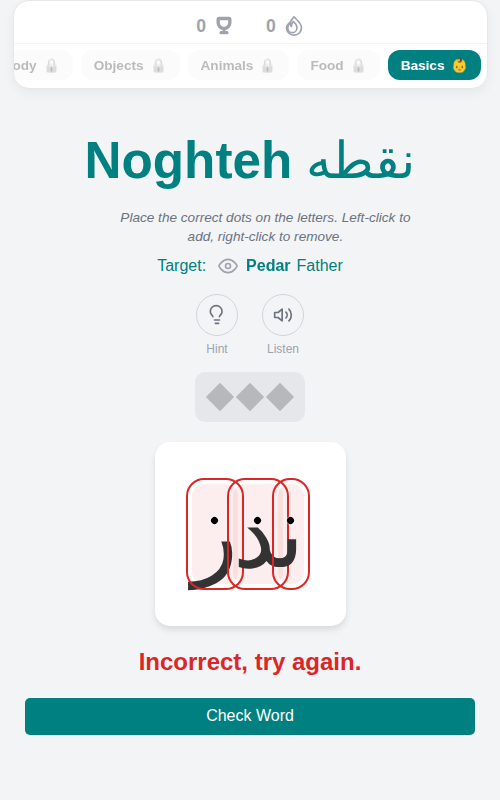 0 🏆 0 🔥
ody 🔒 Objects 🔒 Animals 🔒 Food 🔒 Basics 👶
Noghteh نقطه
Place the correct dots on the letters. Left-click to
add, right-click to remove.
Target: Pedar Father
Hint Listen
نذز
Incorrect, try again.
Check Word